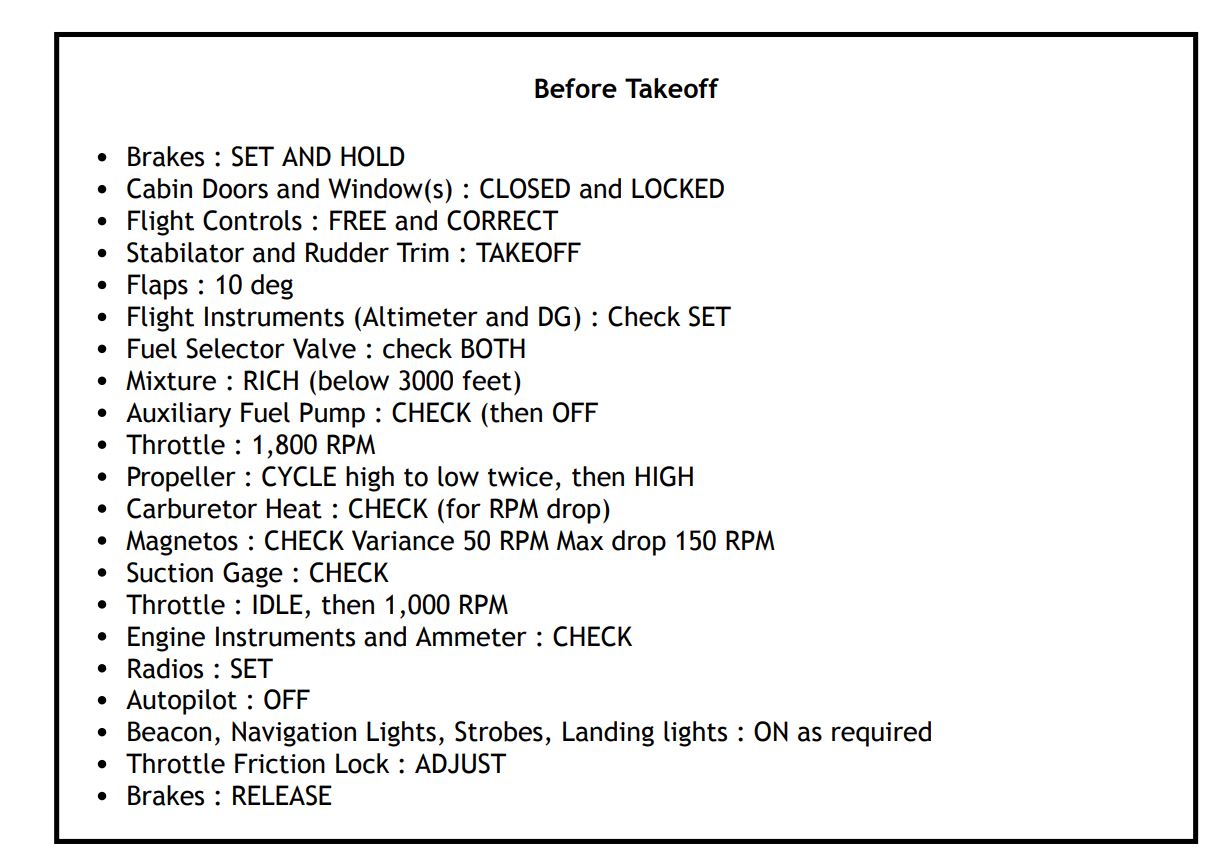 Before Takeoff
• Brakes : SET AND HOLD
• Cabin Doors and Window(s) : CLOSED and LOCKED
• Flight Controls : FREE and CORRECT
• Stabilator and Rudder Trim : TAKEOFF
• Flaps : 10 deg
• Flight Instruments (Altimeter and DG) : Check SET
• Fuel Selector Valve : check BOTH
• Mixture : RICH (below 3000 feet)
• Auxiliary Fuel Pump : CHECK (then OFF
• Throttle : 1,800 RPM
• Propeller : CYCLE high to low twice, then HIGH
• Carburetor Heat : CHECK (for RPM drop)
• Magnetos : CHECK Variance 50 RPM Max drop 150 RPM
• Suction Gage : CHECK
• Throttle : IDLE, then 1,000 RPM
• Engine Instruments and Ammeter : CHECK
• Radios : SET
• Autopilot : OFF
• Beacon, Navigation Lights, Strobes, Landing lights : ON as required
• Throttle Friction Lock : ADJUST
• Brakes : RELEASE